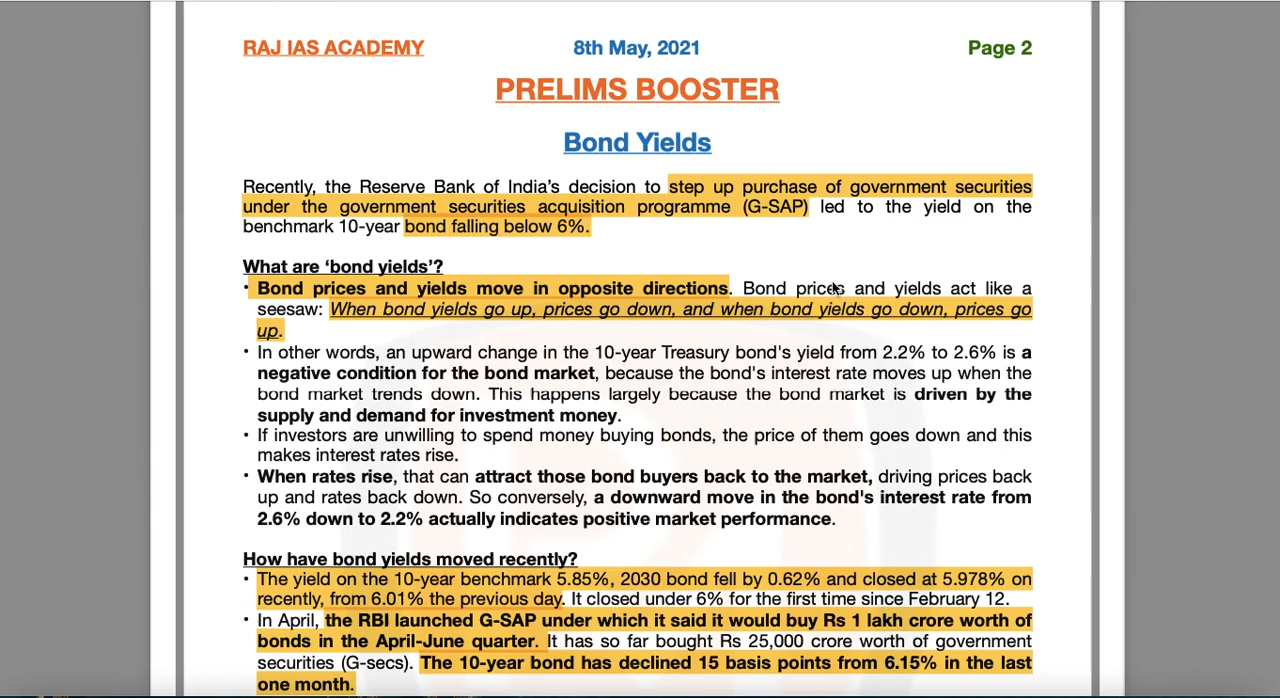 RAJ IAS ACADEMY 8th May, 2021 Page 2
PRELIMS BOOSTER
Bond Yields
Recently, the Reserve Bank of India's decision to step up purchase of government securities
under the government securities acquisition programme (G-SAP) led to the yield on the
benchmark 10-year bond falling below 6%.
What are 'bond yields'?
• Bond prices and yields move in opposite directions. Bond prices and yields act like a
seesaw: When bond yields go up, prices go down, and when bond yields go down, prices go
up.
• In other words, an upward change in the 10-year Treasury bond's yield from 2.2% to 2.6% is a
negative condition for the bond market, because the bond's interest rate moves up when the
bond market trends down. This happens largely because the bond market is driven by the
supply and demand for investment money.
• If investors are unwilling to spend money buying bonds, the price of them goes down and this
makes interest rates rise.
• When rates rise, that can attract those bond buyers back to the market, driving prices back
up and rates back down. So conversely, a downward move in the bond's interest rate from
2.6% down to 2.2% actually indicates positive market performance.
How have bond yields moved recently?
• The yield on the 10-year benchmark 5.85%, 2030 bond fell by 0.62% and closed at 5.978% on
recently, from 6.01% the previous day. It closed under 6% for the first time since February 12.
• In April, the RBI launched G-SAP under which it said it would buy Rs 1 lakh crore worth of
bonds in the April-June quarter. It has so far bought Rs 25,000 crore worth of government
securities (G-secs). The 10-year bond has declined 15 basis points from 6.15% in the last
one month.